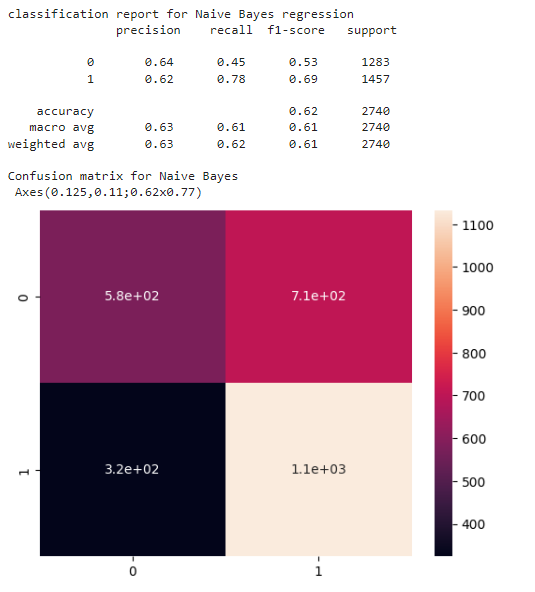 classification report for Naive Bayes regression
precision recall f1-score support
0 0.64 0.45 0.53 1283
1 0.62 0.78 0.69 1457
accuracy 0.62 2740
macro avg 0.63 0.61 0.61 2740
weighted avg 0.63 0.62 0.61 2740
Confusion matrix for Naive Bayes
Axes(0.125,0.11;0.62x0.77)
1100
1000
900
800
700
600
500
400
0
5.8e+02 7.1e+02
1
3.2e+02 1.1e+03
0 1